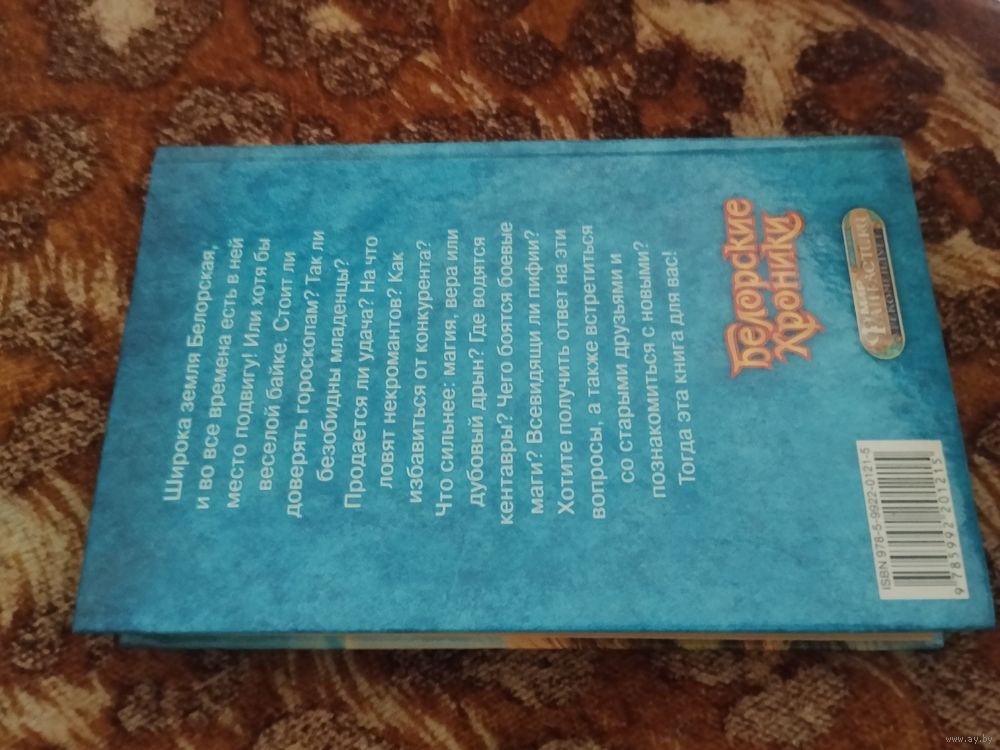 Широка земля Белорская,
и во все времена есть в ней
место подвигу! Или хотя бы
веселой байке. Стоит ли
доверять гороскопам? Так ли
безобидны младенцы?
Продается ли удача? На что
ловят некромантов? Как
избавиться от конкурента?
Что сильнее: магия, вера или
дубовый дрын? Где водятся
кентавры? Чего боятся боевые
маги? Всевидящи ли пифии?
Хотите получить ответ на эти
вопросы, а также встретиться
со старыми друзьями и
познакомиться с новыми?
Тогда эта книга для вас!
Белорские
Хроники
ISBN 978-5-9922-0121-5
9 785992 201215
www.ay.by